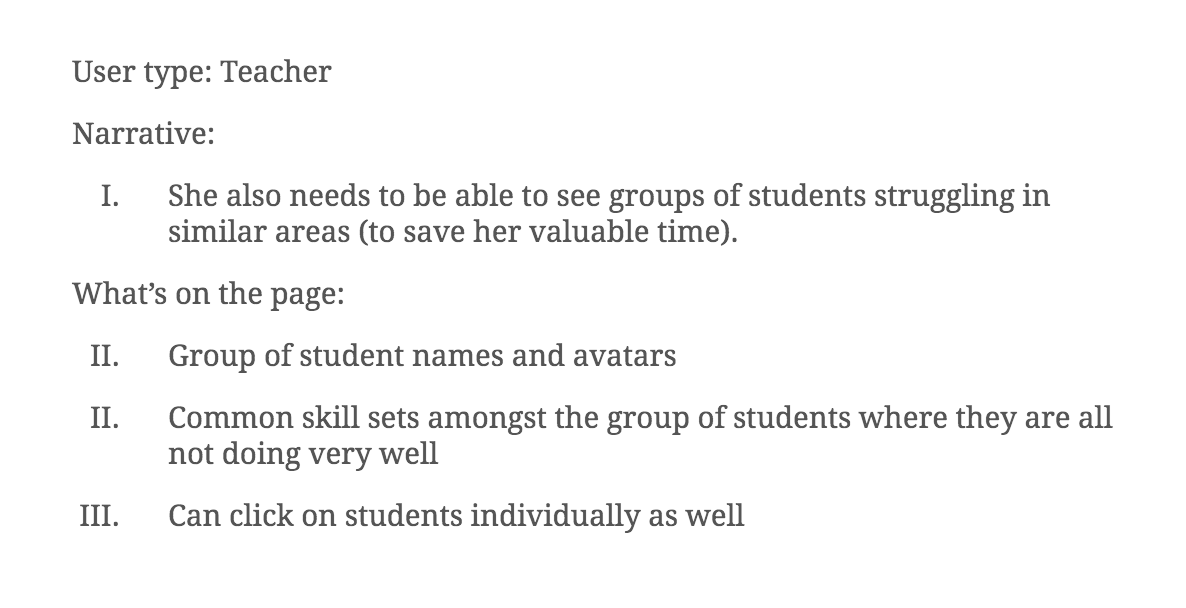 User type: Teacher
Narrative:
I. She also needs to be able to see groups of students struggling in
similar areas (to save her valuable time).
What’s on the page:
II. Group of student names and avatars
II. Common skill sets amongst the group of students where they are all
not doing very well
III. Can click on students individually as well